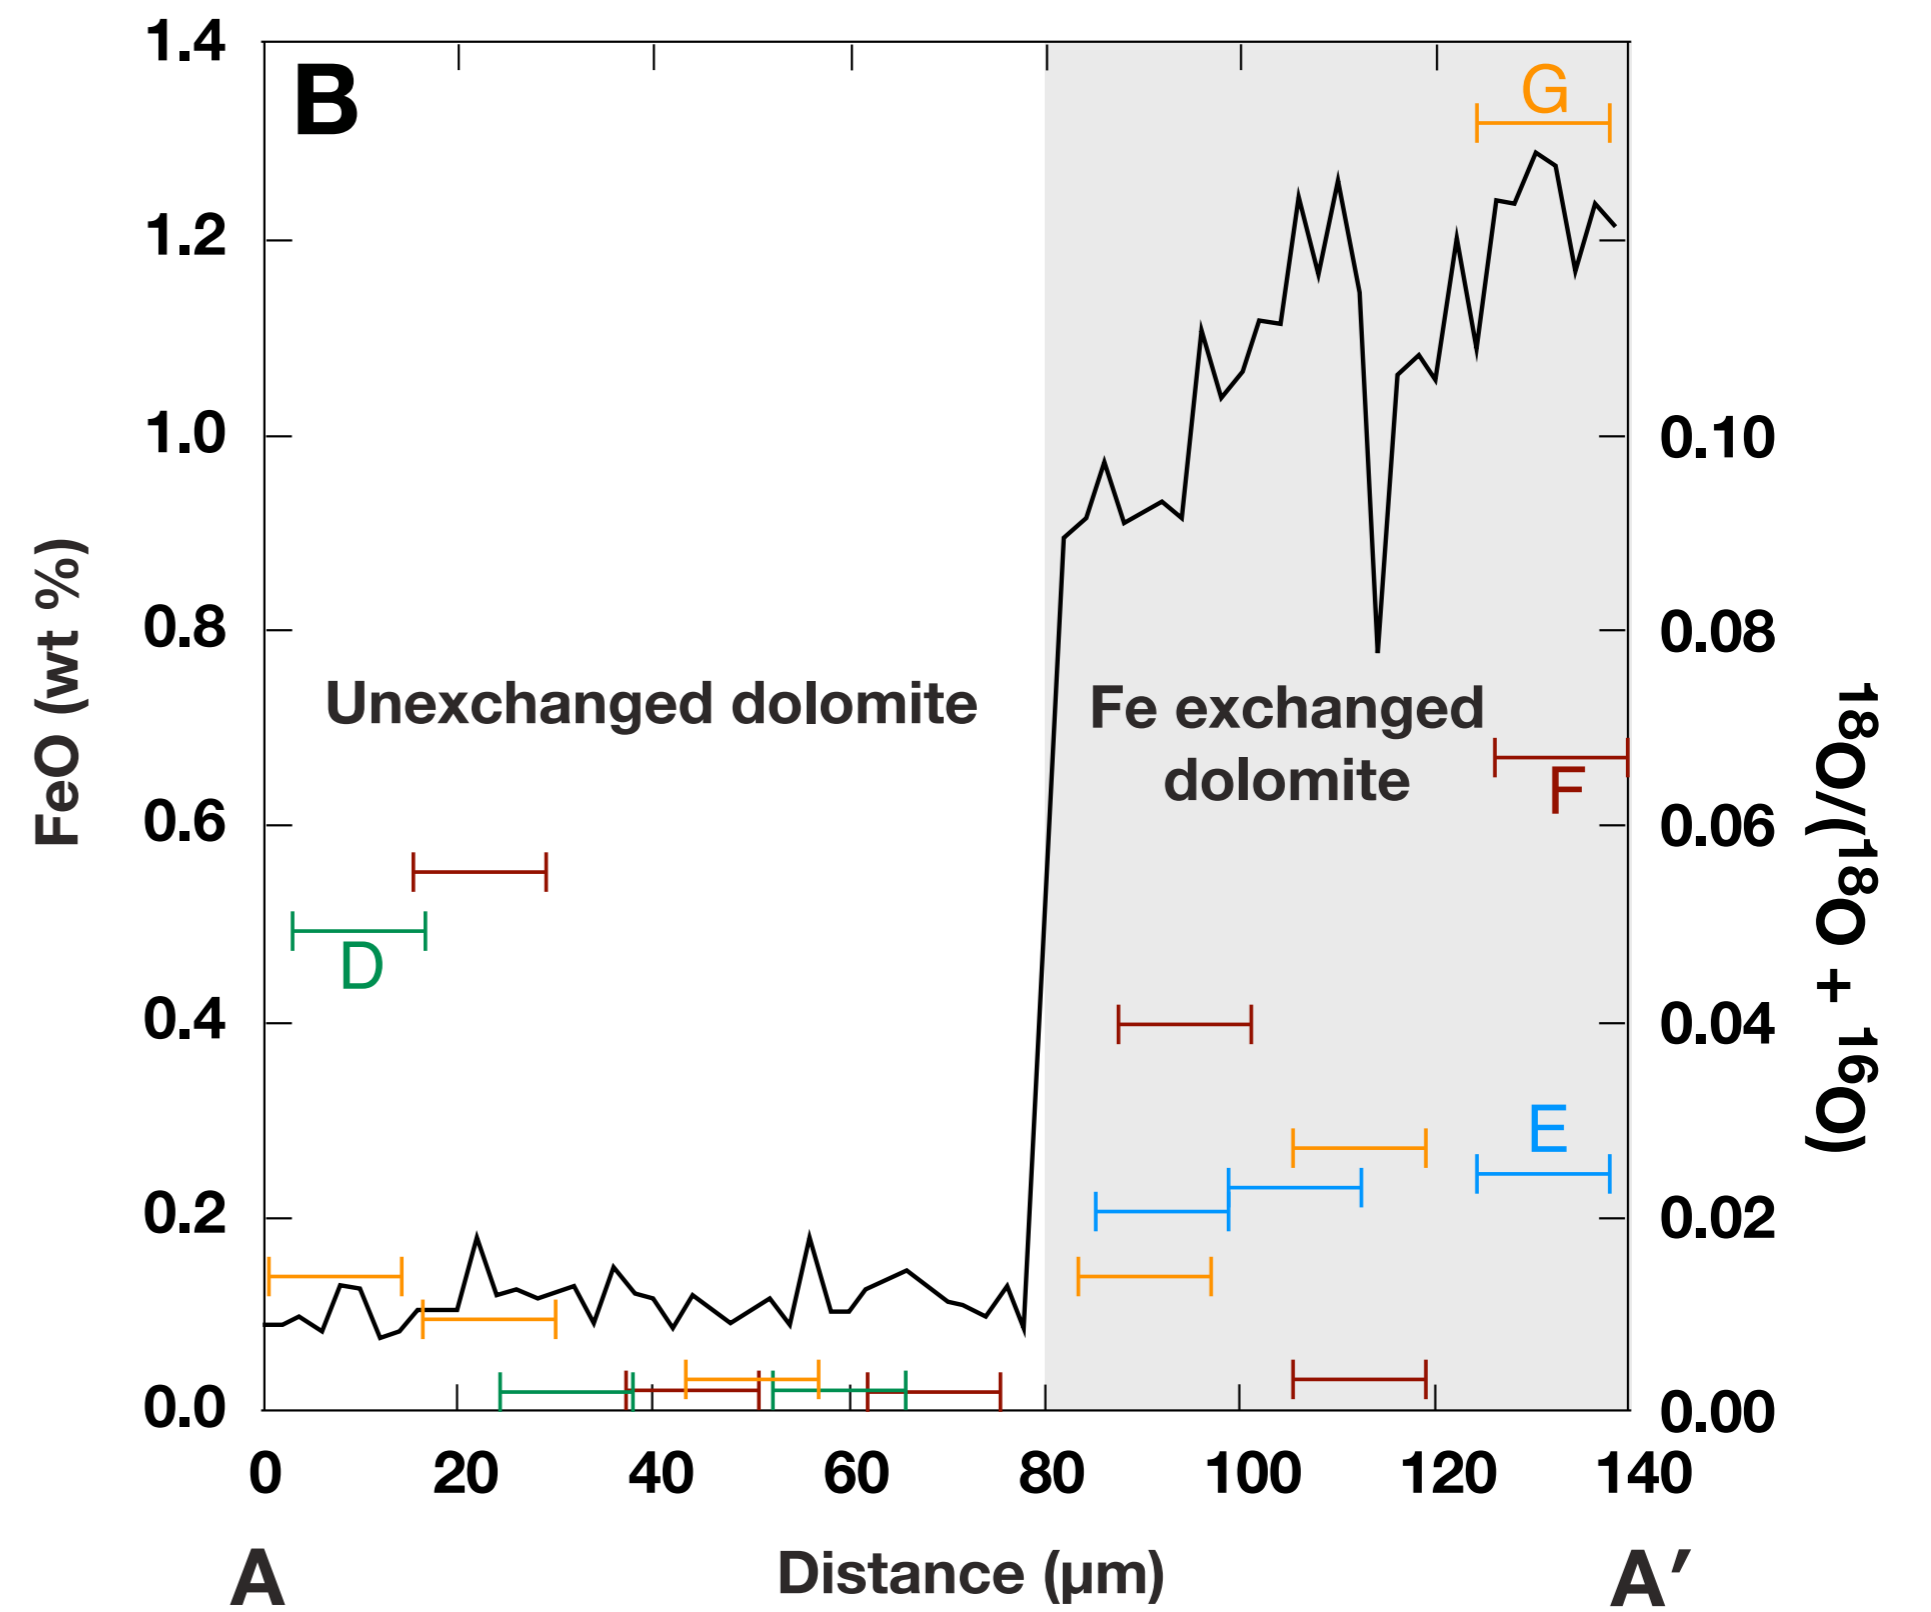 B
1.4
1.2
1.0
0.8
0.6
0.4
0.2
0.0
FeO (wt %)
G
Unexchanged dolomite
Fe exchanged
dolomite
D
F
E
0.10
0.08
0.06
0.04
0.02
0.00
¹⁸O/(¹⁸O + ¹⁶O)
0 20 40 60 80 100 120 140
A Distance (µm) A′